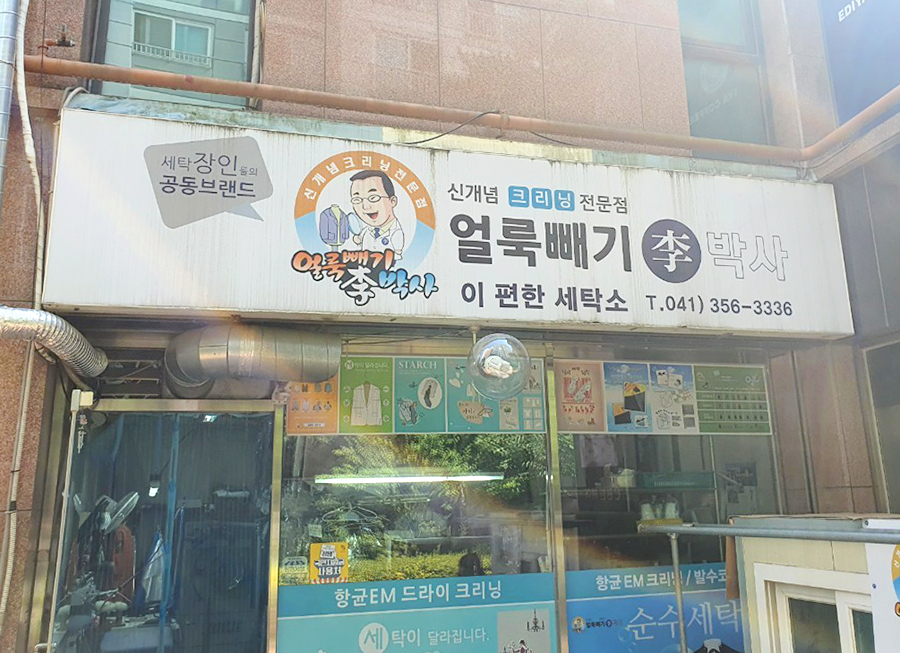 세탁장인들의
공동브랜드
신개념크리닝전문점
얼룩빼기
李박사
신개념 크리닝 전문점
얼룩빼기 李 박사
이 편한 세탁소 T.041) 356-3336
STARCH
항균EM 드라이 크리닝
세탁이 달라집니다.
항균EM 크리닝 / 발수코
순수세탁
EDIYA